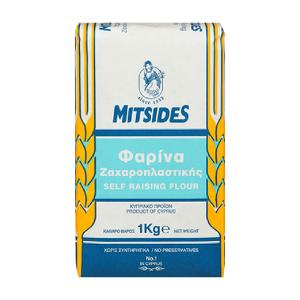 since 1932
MITSIDES
Φαρίνα
Ζαχαροπλαστικής
SELF RAISING FLOUR
ΚΥΠΡΙΑΚΟ ΠΡΟΪΟΝ
PRODUCT OF CYPRUS
ΚΑΘΑΡΟ ΒΑΡΟΣ 1Kg ℮ NET WEIGHT
ΧΩΡΙΣ ΣΥΝΤΗΡΗΤΙΚΑ / NO PRESERVATIVES
No.1
IN CYPRUS